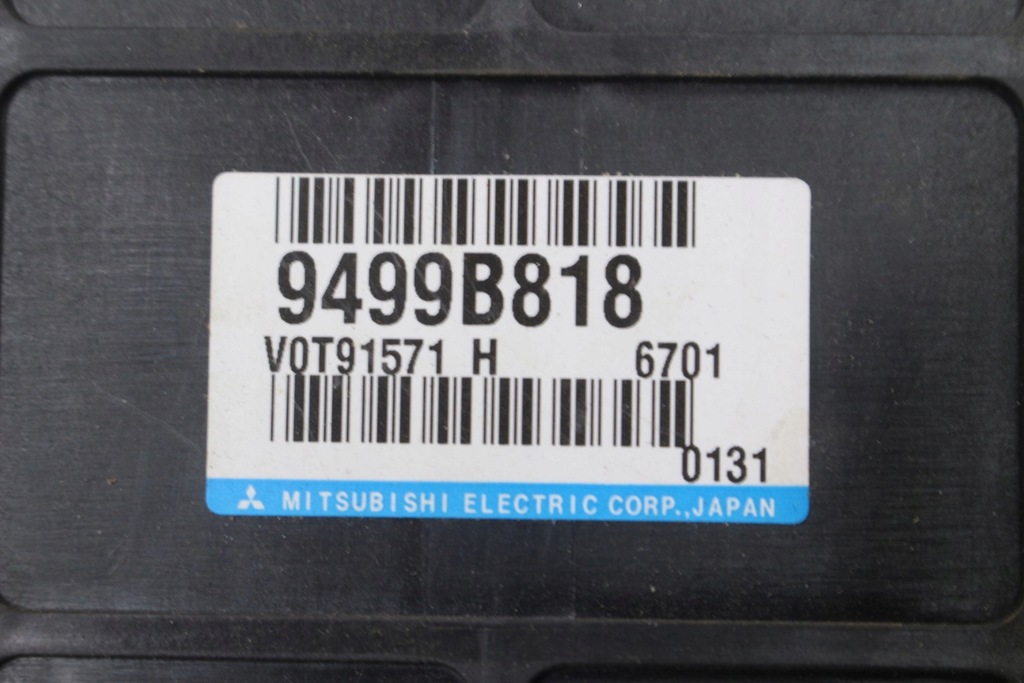 9499B818
V0T91571 H 6701
0131
MITSUBISHI ELECTRIC CORP.,JAPAN